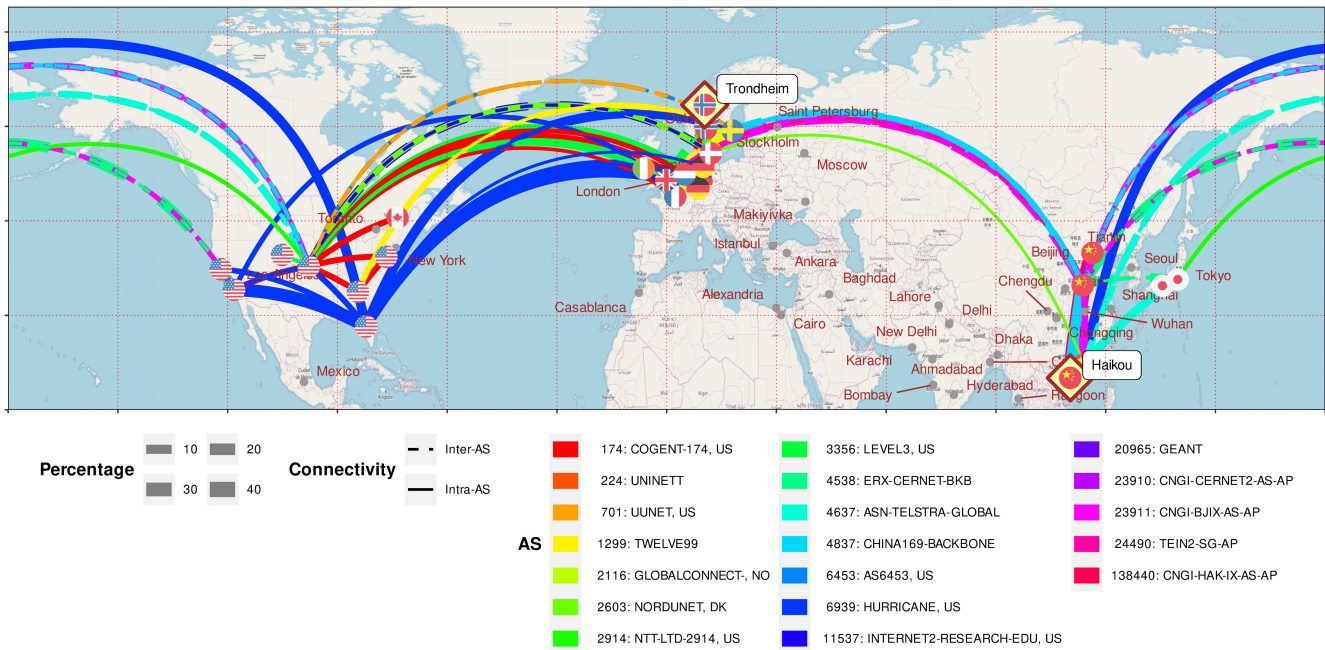 Trondheim
Saint Petersburg
Stockholm
Moscow
London
Toronto
Makiyivka
Tianjin
Istanbul
Beijing
New York
Ankara
Seoul
Los Angeles
Baghdad
Chengdu
Tokyo
Casablanca
Alexandria
Lahore
Shanghai
Cairo
Delhi
Wuhan
New Delhi
Chongqing
Dhaka
Karachi
Haikou
Mexico
Ahmadabad
Hyderabad
Bombay
Rangoon
Percentage
10
20
30
40
Connectivity
Inter-AS
Intra-AS
AS
174: COGENT-174, US
224: UNINETT
701: UUNET, US
1299: TWELVE99
2116: GLOBALCONNECT-, NO
2603: NORDUNET, DK
2914: NTT-LTD-2914, US
3356: LEVEL3, US
4538: ERX-CERNET-BKB
4637: ASN-TELSTRA-GLOBAL
4837: CHINA169-BACKBONE
6453: AS6453, US
6939: HURRICANE, US
11537: INTERNET2-RESEARCH-EDU, US
20965: GEANT
23910: CNGI-CERNET2-AS-AP
23911: CNGI-BJIX-AS-AP
24490: TEIN2-SG-AP
138440: CNGI-HAK-IX-AS-AP